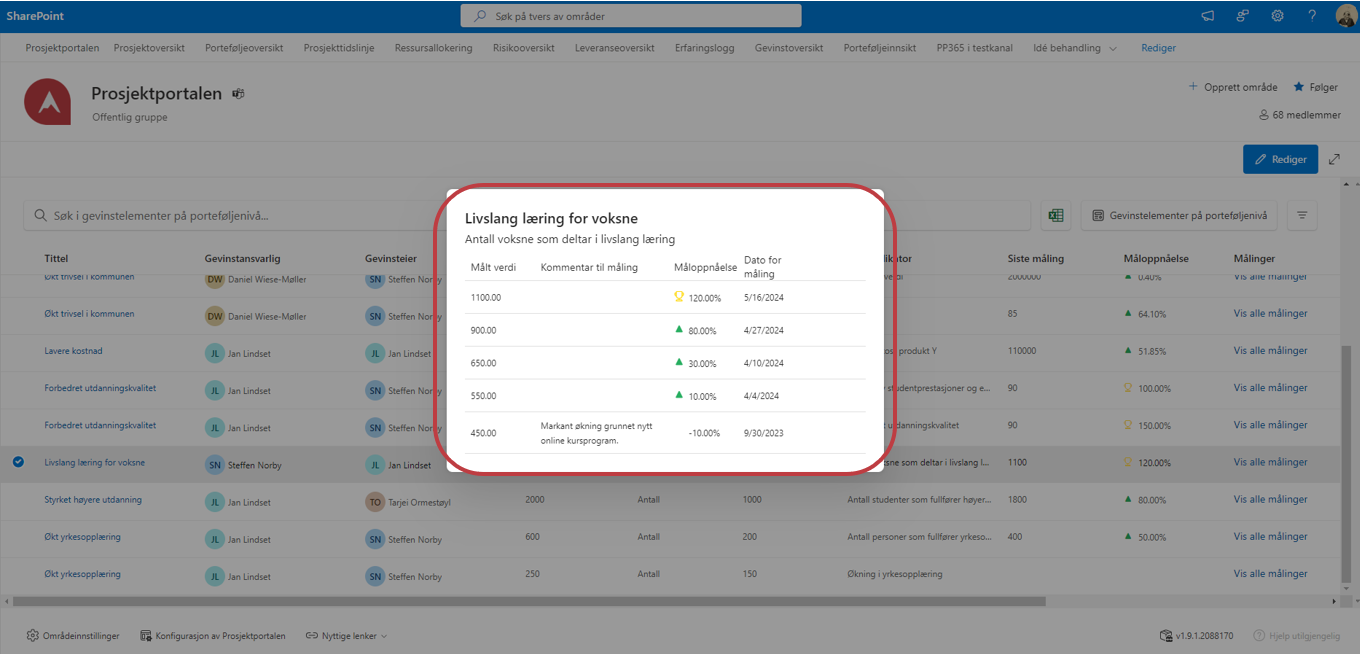 SharePoint
Søk på tvers av områder
Prosjektportalen Prosjektoversikt Porteføljeoversikt Prosjekttidslinje Ressursallokering Risikooversikt Leveranseoversikt Erfaringslogg Gevinstoversikt Porteføljeinnsikt PP365 i testkanal Idé behandling Rediger
Prosjektportalen
Offentlig gruppe
Opprett område Følger
68 medlemmer
Rediger
Søk i gevinstelementer på porteføljenivå...
Gevinstelementer på porteføljenivå
Tittel Gevinstansvarlig Gevinsteier Siste måling Måloppnåelse Målinger
Økt trivsel i kommunen DW Daniel Wiese-Møller SN Steffen Norby 2000000 0.40% Vis alle målinger
Økt trivsel i kommunen DW Daniel Wiese-Møller SN Steffen Norby 85 64.10% Vis alle målinger
Lavere kostnad JL Jan Lindset JL Jan Lindset produkt Y 110000 51.85% Vis alle målinger
Forbedret utdanningskvalitet JL Jan Lindset SN Steffen Norby studentprestasjoner og e... 90 100.00% Vis alle målinger
Forbedret utdanningskvalitet JL Jan Lindset SN Steffen Norby utdanningskvalitet 90 150.00% Vis alle målinger
Livslang læring for voksne SN Steffen Norby JL Jan Lindset som deltar i livslang l... 1100 120.00% Vis alle målinger
Styrket høyere utdanning JL Jan Lindset TO Tarjei Ormestøyl 2000 Antall 1000 Antall studenter som fullfører høyer... 1800 80.00% Vis alle målinger
Økt yrkesopplæring JL Jan Lindset SN Steffen Norby 600 Antall 200 Antall personer som fullfører yrkeso... 400 50.00% Vis alle målinger
Økt yrkesopplæring JL Jan Lindset SN Steffen Norby 250 Antall 150 Økning i yrkesopplæring Vis alle målinger
Livslang læring for voksne
Antall voksne som deltar i livslang læring
Målt verdi Kommentar til måling Måloppnåelse Dato for
måling
1100.00 120.00% 5/16/2024
900.00 80.00% 4/27/2024
650.00 30.00% 4/10/2024
550.00 10.00% 4/4/2024
450.00 Markant økning grunnet nytt -10.00% 9/30/2023
online kursprogram.
Områdeinnstillinger Konfigurasjon av Prosjektportalen Nyttige lenker v1.9.1.2088170 Hjelp utilgjengelig